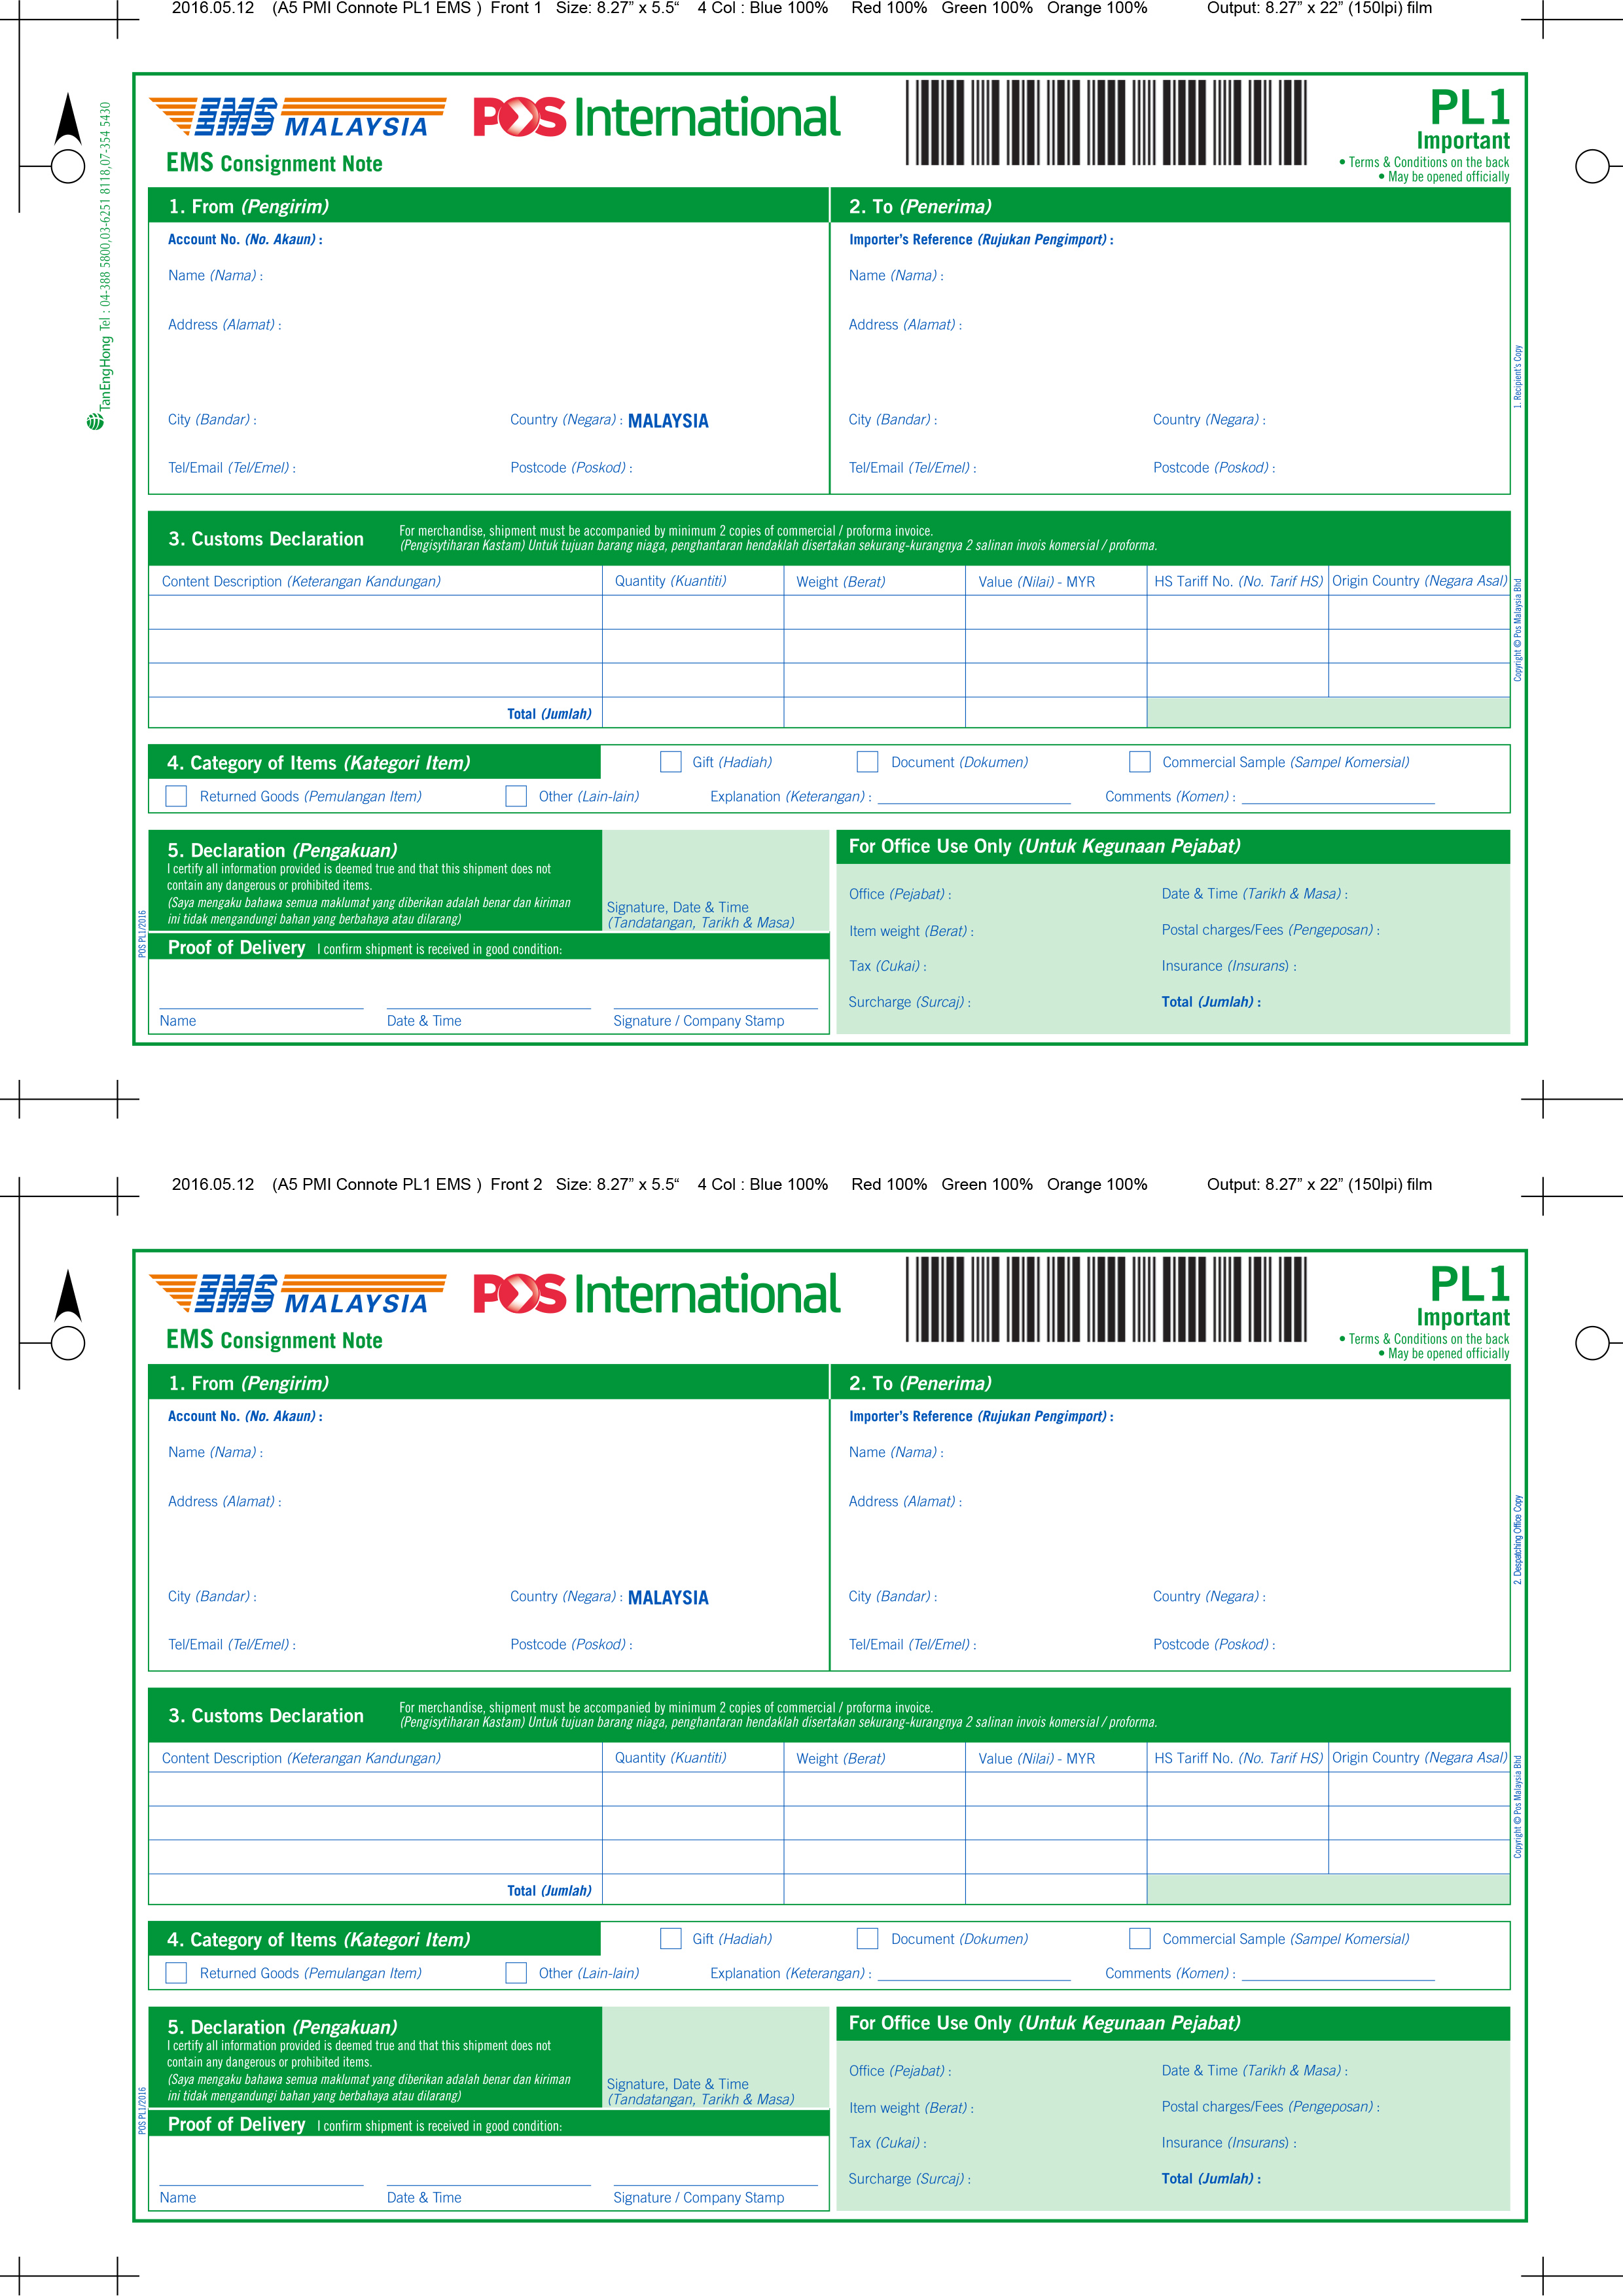 2016.05.12 (A5 PMI Connote PL1 EMS ) Front 1 Size: 8.27” x 5.5“ 4 Col : Blue 100% Red 100% Green 100% Orange 100% Output: 8.27” x 22” (150lpi) film
TanEngHong Tel : 04-388 5800,03-6251 8118,07-354 5430
EMS MALAYSIA POS International PL1
EMS Consignment Note Important
• Terms & Conditions on the back
• May be opened officially
1. From (Pengirim) 2. To (Penerima)
Account No. (No. Akaun) : Importer's Reference (Rujukan Pengimport) :
Name (Nama) : Name (Nama) :
Address (Alamat) : Address (Alamat) :
1. Recipient's Copy
City (Bandar) : Country (Negara) : MALAYSIA City (Bandar) : Country (Negara) :
Tel/Email (Tel/Emel) : Postcode (Poskod) : Tel/Email (Tel/Emel) : Postcode (Poskod) :
3. Customs Declaration For merchandise, shipment must be accompanied by minimum 2 copies of commercial / proforma invoice.
(Pengisytiharan Kastam) Untuk tujuan barang niaga, penghantaran hendaklah disertakan sekurang-kurangnya 2 salinan invois komersial / proforma.
Content Description (Keterangan Kandungan) Quantity (Kuantiti) Weight (Berat) Value (Nilai) - MYR HS Tariff No. (No. Tarif HS) Origin Country (Negara Asal)
Copyright © Pos Malaysia Bhd
Total (Jumlah)
4. Category of Items (Kategori Item) Gift (Hadiah) Document (Dokumen) Commercial Sample (Sampel Komersial)
Returned Goods (Pemulangan Item) Other (Lain-lain) Explanation (Keterangan) : Comments (Komen) :
5. Declaration (Pengakuan)
I certify all information provided is deemed true and that this shipment does not
contain any dangerous or prohibited items.
(Saya mengaku bahawa semua maklumat yang diberikan adalah benar dan kiriman
ini tidak mengandungi bahan yang berbahaya atau dilarang)
Signature, Date & Time
(Tandatangan, Tarikh & Masa)
POS PL1/2016
Proof of Delivery I confirm shipment is received in good condition:
Name Date & Time Signature / Company Stamp
For Office Use Only (Untuk Kegunaan Pejabat)
Office (Pejabat) : Date & Time (Tarikh & Masa) :
Item weight (Berat) : Postal charges/Fees (Pengeposan) :
Tax (Cukai) : Insurance (Insurans) :
Surcharge (Surcaj) : Total (Jumlah) :
2016.05.12 (A5 PMI Connote PL1 EMS ) Front 2 Size: 8.27” x 5.5“ 4 Col : Blue 100% Red 100% Green 100% Orange 100% Output: 8.27” x 22” (150lpi) film
EMS MALAYSIA POS International PL1
EMS Consignment Note Important
• Terms & Conditions on the back
• May be opened officially
1. From (Pengirim) 2. To (Penerima)
Account No. (No. Akaun) : Importer's Reference (Rujukan Pengimport) :
Name (Nama) : Name (Nama) :
Address (Alamat) : Address (Alamat) :
2. Despatching Office Copy
City (Bandar) : Country (Negara) : MALAYSIA City (Bandar) : Country (Negara) :
Tel/Email (Tel/Emel) : Postcode (Poskod) : Tel/Email (Tel/Emel) : Postcode (Poskod) :
3. Customs Declaration For merchandise, shipment must be accompanied by minimum 2 copies of commercial / proforma invoice.
(Pengisytiharan Kastam) Untuk tujuan barang niaga, penghantaran hendaklah disertakan sekurang-kurangnya 2 salinan invois komersial / proforma.
Content Description (Keterangan Kandungan) Quantity (Kuantiti) Weight (Berat) Value (Nilai) - MYR HS Tariff No. (No. Tarif HS) Origin Country (Negara Asal)
Copyright © Pos Malaysia Bhd
Total (Jumlah)
4. Category of Items (Kategori Item) Gift (Hadiah) Document (Dokumen) Commercial Sample (Sampel Komersial)
Returned Goods (Pemulangan Item) Other (Lain-lain) Explanation (Keterangan) : Comments (Komen) :
5. Declaration (Pengakuan)
I certify all information provided is deemed true and that this shipment does not
contain any dangerous or prohibited items.
(Saya mengaku bahawa semua maklumat yang diberikan adalah benar dan kiriman
ini tidak mengandungi bahan yang berbahaya atau dilarang)
Signature, Date & Time
(Tandatangan, Tarikh & Masa)
POS PL1/2016
Proof of Delivery I confirm shipment is received in good condition:
Name Date & Time Signature / Company Stamp
For Office Use Only (Untuk Kegunaan Pejabat)
Office (Pejabat) : Date & Time (Tarikh & Masa) :
Item weight (Berat) : Postal charges/Fees (Pengeposan) :
Tax (Cukai) : Insurance (Insurans) :
Surcharge (Surcaj) : Total (Jumlah) :